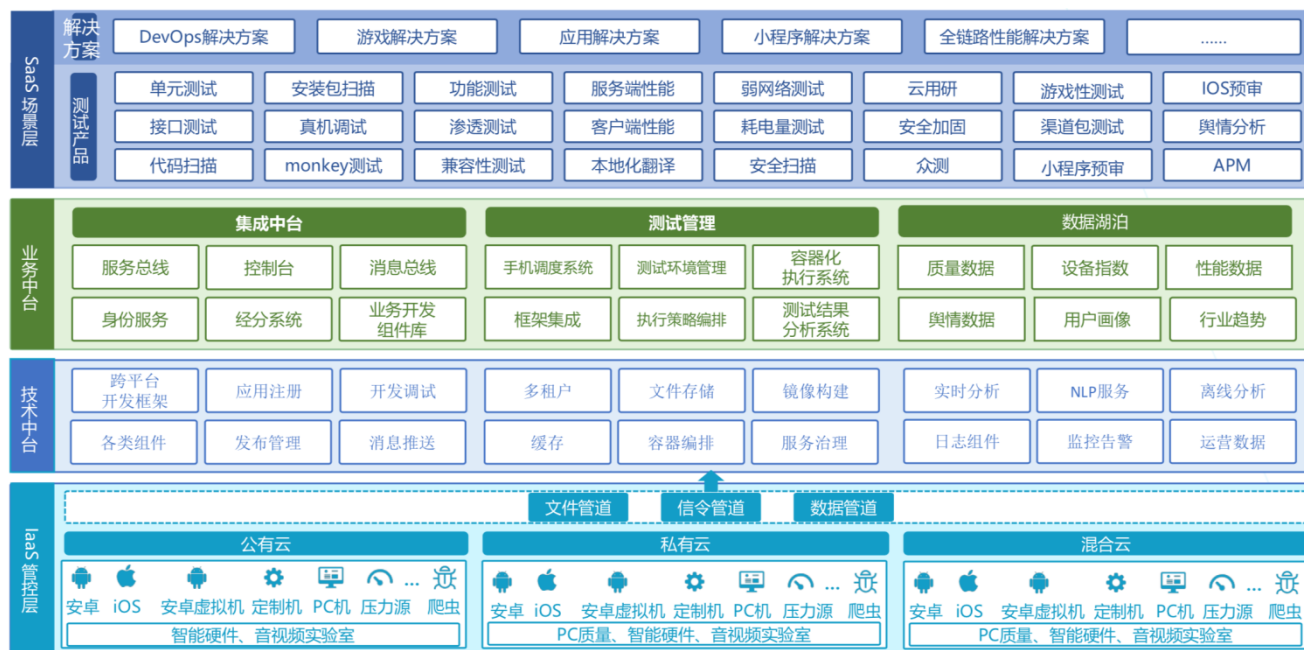 SaaS 场景层
解决
方案
DevOps解决方案
游戏解决方案
应用解决方案
小程序解决方案
全链路性能解决方案
......
测试产品
单元测试
安装包扫描
功能测试
服务端性能
弱网络测试
云用研
游戏性测试
IOS预审
接口测试
真机调试
渗透测试
客户端性能
耗电量测试
安全加固
渠道包测试
舆情分析
代码扫描
monkey测试
兼容性测试
本地化翻译
安全扫描
众测
小程序预审
APM
业务中台
集成中台
测试管理
数据湖泊
服务总线
控制台
消息总线
手机调度系统
测试环境管理
容器化
执行系统
质量数据
设备指数
性能数据
身份服务
经分系统
业务开发
组件库
框架集成
执行策略编排
测试结果
分析系统
舆情数据
用户画像
行业趋势
技术中台
跨平台
开发框架
应用注册
开发调试
多租户
文件存储
镜像构建
实时分析
NLP服务
离线分析
各类组件
发布管理
消息推送
缓存
容器编排
服务治理
日志组件
监控告警
运营数据
IaaS 管控层
文件管道
信令管道
数据管道
公有云
私有云
混合云
安卓 iOS 安卓虚拟机 定制机 PC机 压力源 ... 爬虫
安卓 iOS 安卓虚拟机 定制机 PC机 压力源 ... 爬虫
安卓 iOS 安卓虚拟机 定制机 PC机 压力源 ... 爬虫
智能硬件、音视频实验室
PC质量、智能硬件、音视频实验室
PC质量、智能硬件、音视频实验室